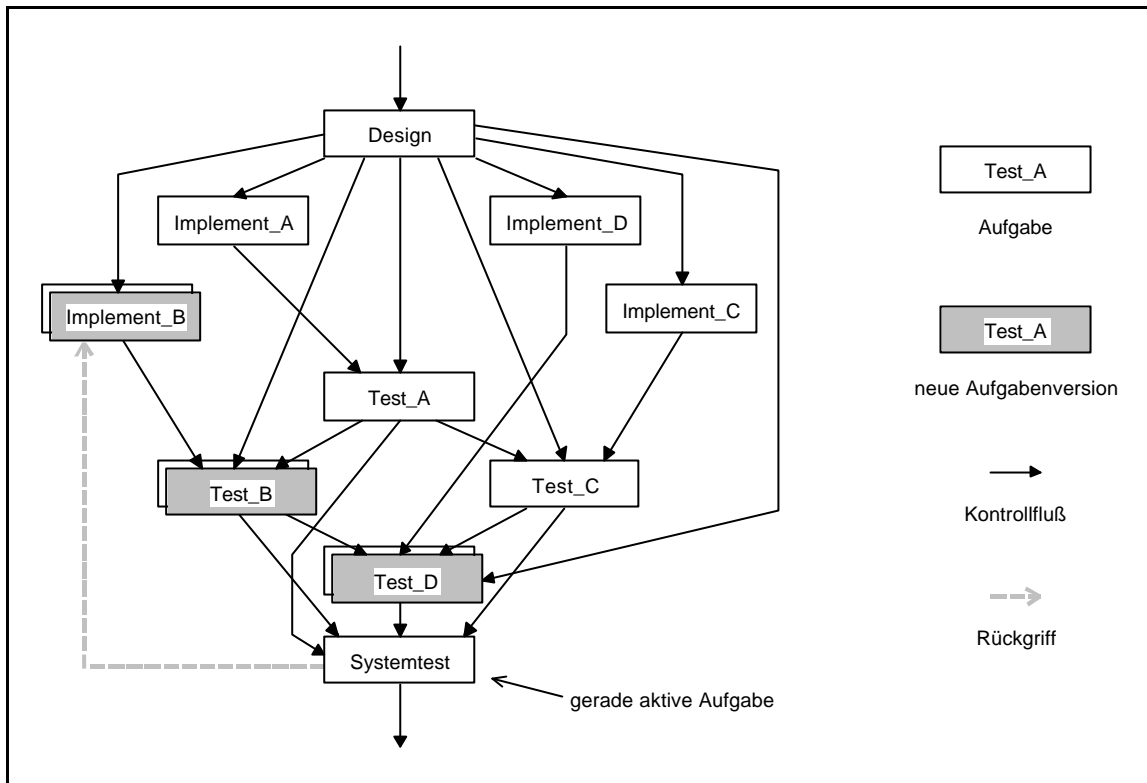 Design
Test_A
Implement_A
Implement_D
Aufgabe
Implement_B
Implement_C
Test_A
neue Aufgabenversion
Test_A
Test_B
Test_C
Kontrollfluß
Test_D
Rückgriff
Systemtest
gerade aktive Aufgabe